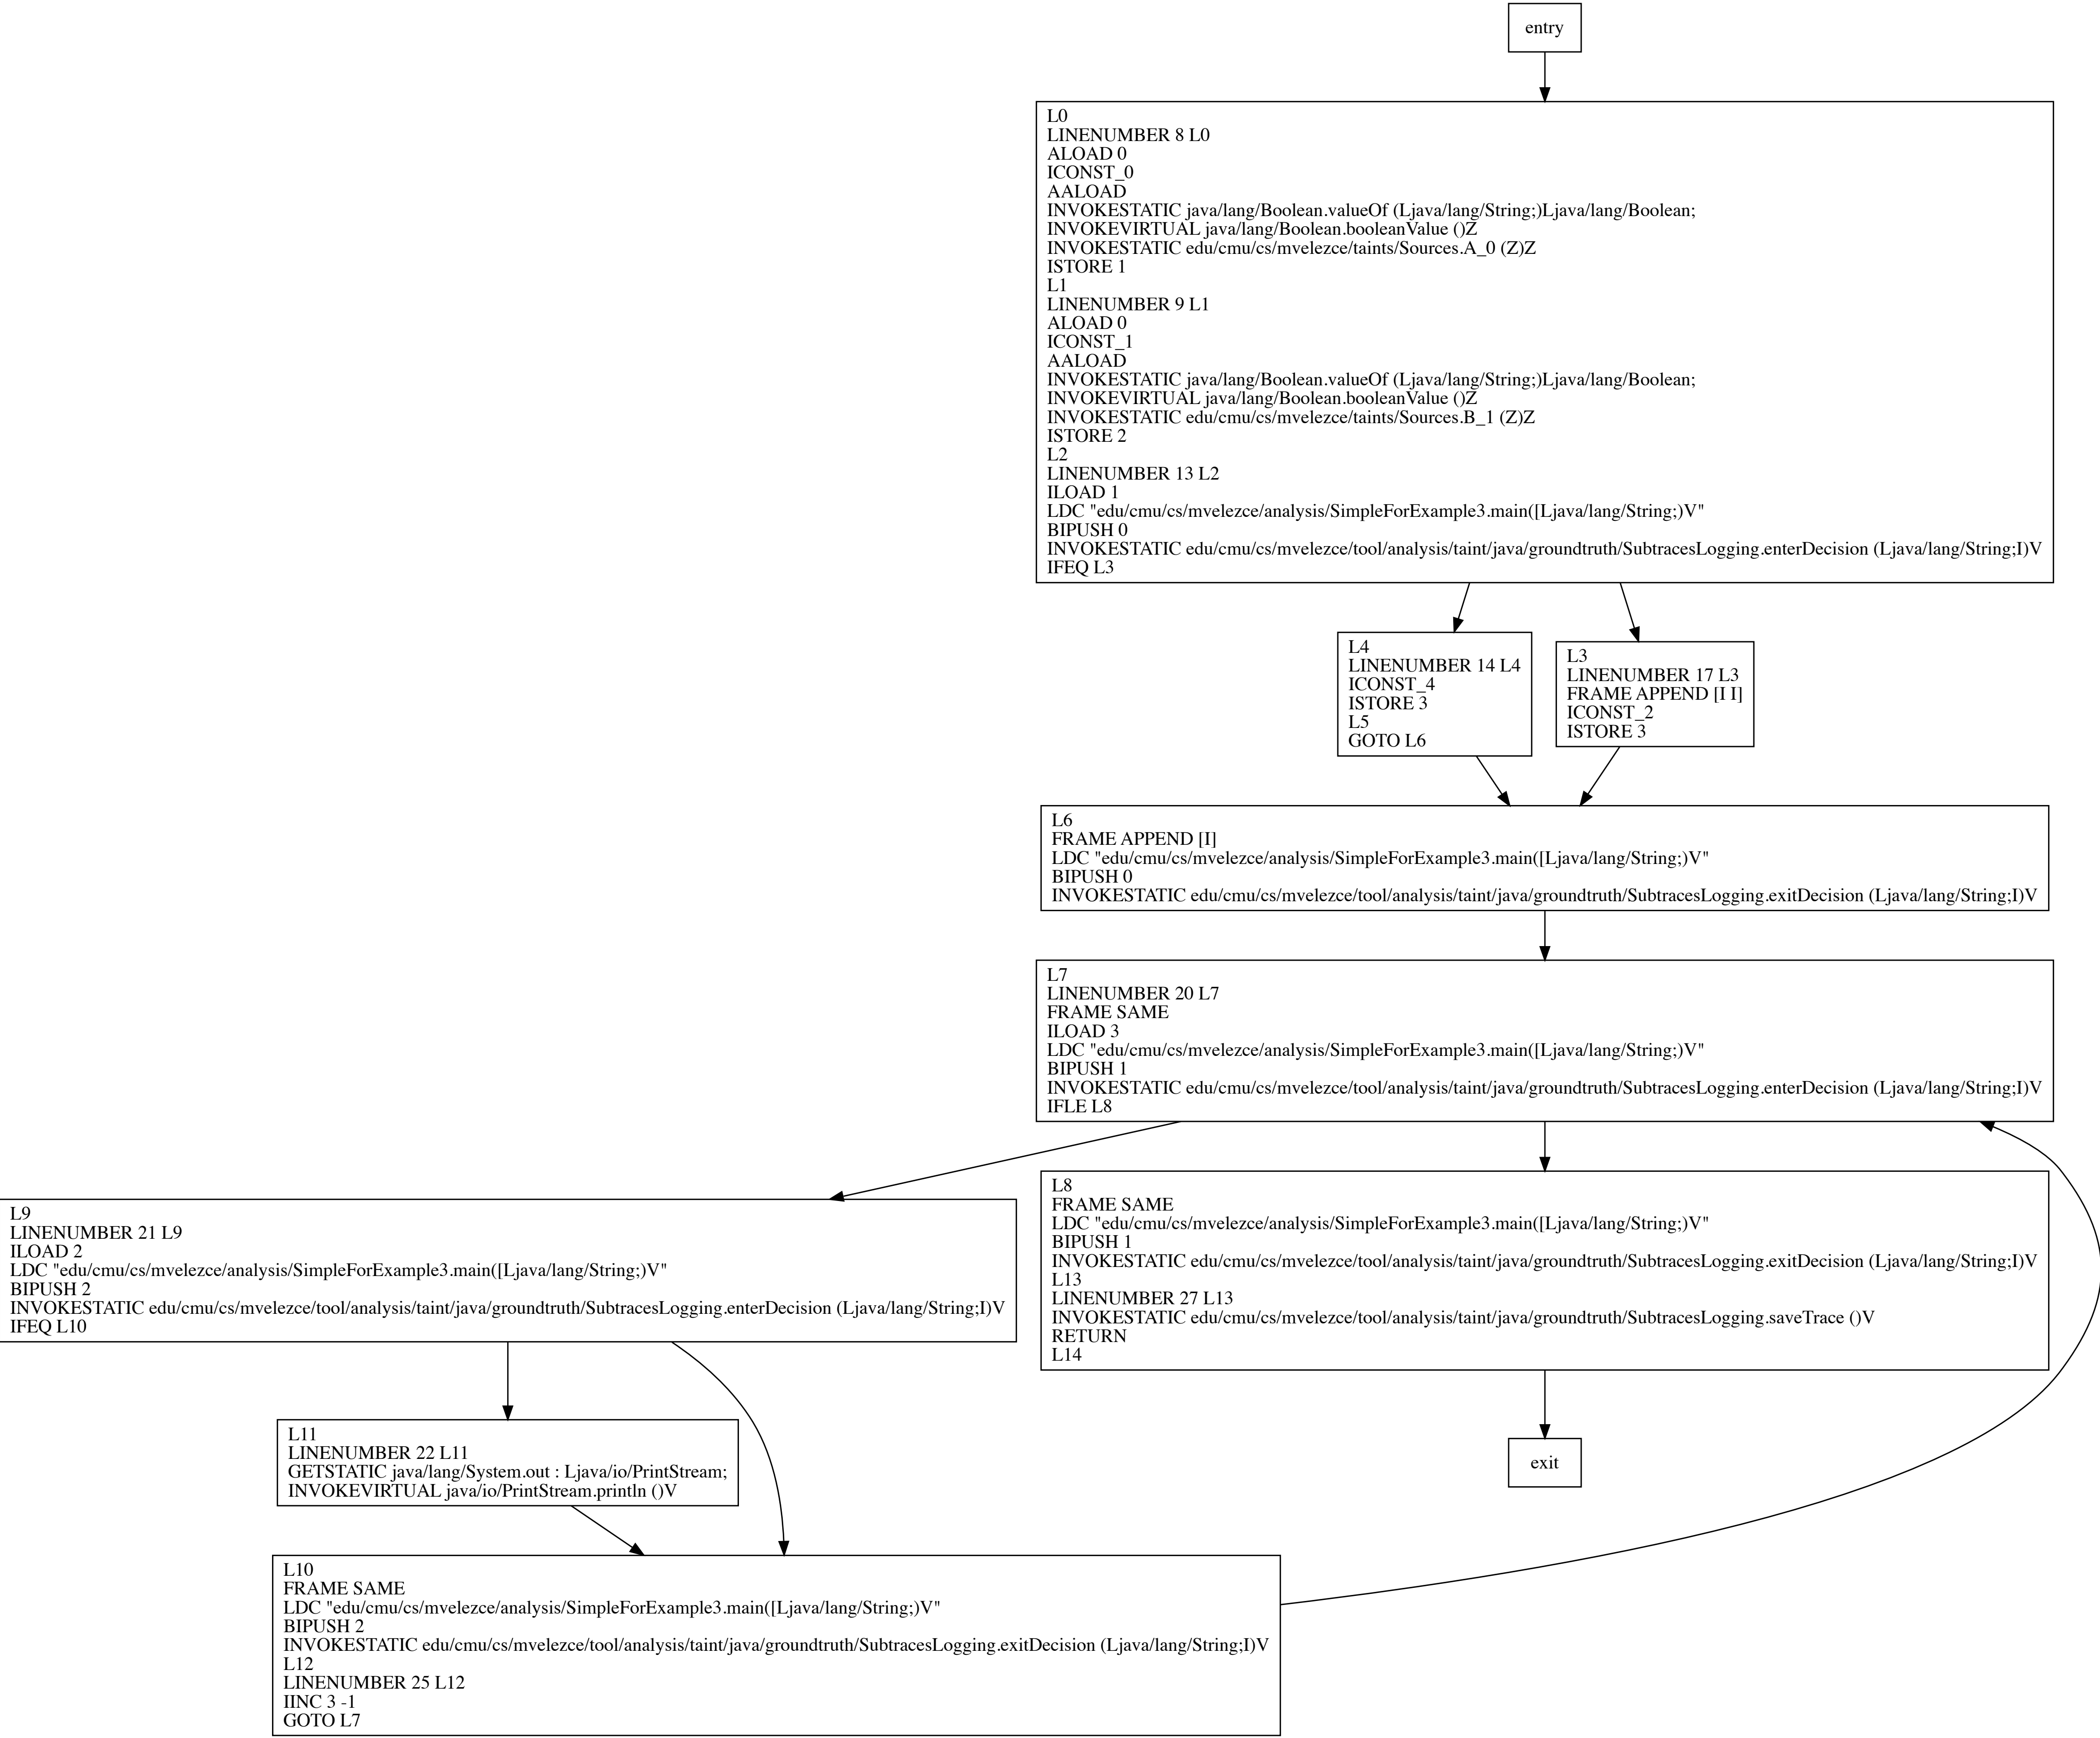 entry
L0
LINENUMBER 8 L0
ALOAD 0
ICONST_0
AALOAD
INVOKESTATIC java/lang/Boolean.valueOf (Ljava/lang/String;)Ljava/lang/Boolean;
INVOKEVIRTUAL java/lang/Boolean.booleanValue ()Z
INVOKESTATIC edu/cmu/cs/mvelezce/taints/Sources.A_0 (Z)Z
ISTORE 1
L1
LINENUMBER 9 L1
ALOAD 0
ICONST_1
AALOAD
INVOKESTATIC java/lang/Boolean.valueOf (Ljava/lang/String;)Ljava/lang/Boolean;
INVOKEVIRTUAL java/lang/Boolean.booleanValue ()Z
INVOKESTATIC edu/cmu/cs/mvelezce/taints/Sources.B_1 (Z)Z
ISTORE 2
L2
LINENUMBER 13 L2
ILOAD 1
LDC "edu/cmu/cs/mvelezce/analysis/SimpleForExample3.main([Ljava/lang/String;)V"
BIPUSH 0
INVOKESTATIC edu/cmu/cs/mvelezce/tool/analysis/taint/java/groundtruth/SubtracesLogging.enterDecision (Ljava/lang/String;I)V
IFEQ L3
L4
LINENUMBER 14 L4
ICONST_4
ISTORE 3
L5
GOTO L6
L3
LINENUMBER 17 L3
FRAME APPEND [I I]
ICONST_2
ISTORE 3
L6
FRAME APPEND [I]
LDC "edu/cmu/cs/mvelezce/analysis/SimpleForExample3.main([Ljava/lang/String;)V"
BIPUSH 0
INVOKESTATIC edu/cmu/cs/mvelezce/tool/analysis/taint/java/groundtruth/SubtracesLogging.exitDecision (Ljava/lang/String;I)V
L7
LINENUMBER 20 L7
FRAME SAME
ILOAD 3
LDC "edu/cmu/cs/mvelezce/analysis/SimpleForExample3.main([Ljava/lang/String;)V"
BIPUSH 1
INVOKESTATIC edu/cmu/cs/mvelezce/tool/analysis/taint/java/groundtruth/SubtracesLogging.enterDecision (Ljava/lang/String;I)V
IFLE L8
L9
LINENUMBER 21 L9
ILOAD 2
LDC "edu/cmu/cs/mvelezce/analysis/SimpleForExample3.main([Ljava/lang/String;)V"
BIPUSH 2
INVOKESTATIC edu/cmu/cs/mvelezce/tool/analysis/taint/java/groundtruth/SubtracesLogging.enterDecision (Ljava/lang/String;I)V
IFEQ L10
L8
FRAME SAME
LDC "edu/cmu/cs/mvelezce/analysis/SimpleForExample3.main([Ljava/lang/String;)V"
BIPUSH 1
INVOKESTATIC edu/cmu/cs/mvelezce/tool/analysis/taint/java/groundtruth/SubtracesLogging.exitDecision (Ljava/lang/String;I)V
L13
LINENUMBER 27 L13
INVOKESTATIC edu/cmu/cs/mvelezce/tool/analysis/taint/java/groundtruth/SubtracesLogging.saveTrace ()V
RETURN
L14
L11
LINENUMBER 22 L11
GETSTATIC java/lang/System.out : Ljava/io/PrintStream;
INVOKEVIRTUAL java/io/PrintStream.println ()V
exit
L10
FRAME SAME
LDC "edu/cmu/cs/mvelezce/analysis/SimpleForExample3.main([Ljava/lang/String;)V"
BIPUSH 2
INVOKESTATIC edu/cmu/cs/mvelezce/tool/analysis/taint/java/groundtruth/SubtracesLogging.exitDecision (Ljava/lang/String;I)V
L12
LINENUMBER 25 L12
IINC 3 -1
GOTO L7